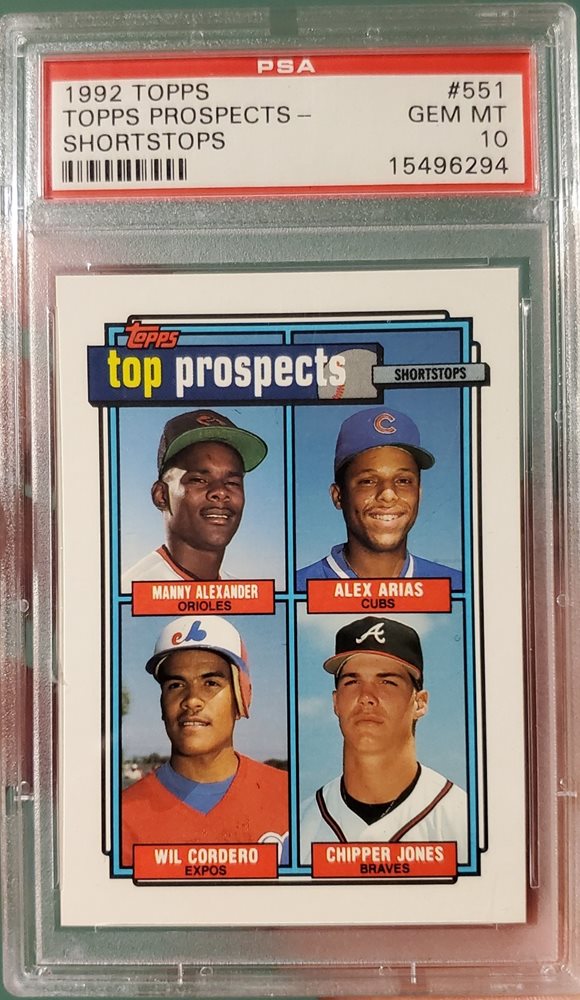 PSA
1992 TOPPS #551
TOPPS PROSPECTS - GEM MT
SHORTSTOPS 10
15496294
Topps
top prospects SHORTSTOPS
C
MANNY ALEXANDER ALEX ARIAS
ORIOLES CUBS
eb A
WIL CORDERO CHIPPER JONES
EXPOS BRAVES